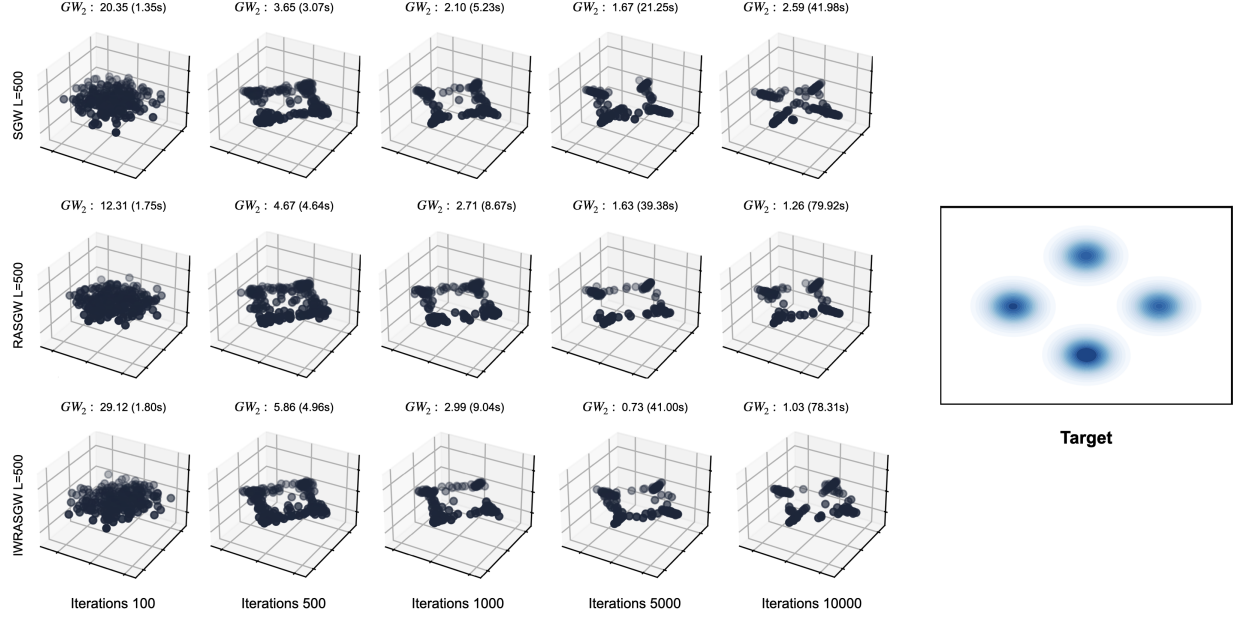 GW₂ : 20.35 (1.35s)
GW₂ : 3.65 (3.07s)
GW₂ : 2.10 (5.23s)
GW₂ : 1.67 (21.25s)
GW₂ : 2.59 (41.98s)
SGW L=500
GW₂ : 12.31 (1.75s)
GW₂ : 4.67 (4.64s)
GW₂ : 2.71 (8.67s)
GW₂ : 1.63 (39.38s)
GW₂ : 1.26 (79.92s)
RASGW L=500
GW₂ : 29.12 (1.80s)
GW₂ : 5.86 (4.96s)
GW₂ : 2.99 (9.04s)
GW₂ : 0.73 (41.00s)
GW₂ : 1.03 (78.31s)
IWRASGW L=500
Iterations 100
Iterations 500
Iterations 1000
Iterations 5000
Iterations 10000
Target